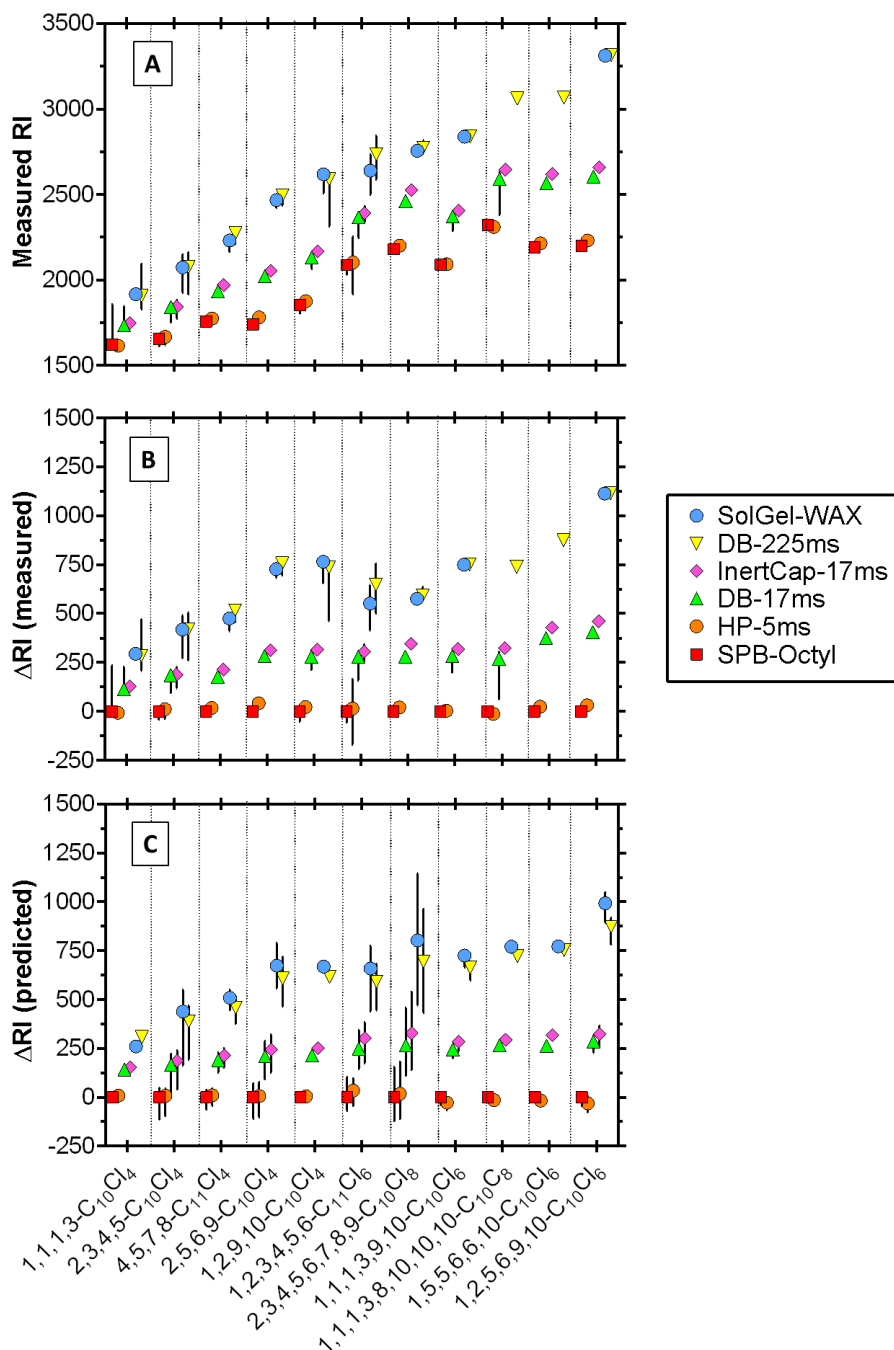 3500
3000
2500
2000
1500
Measured RI
A
1500
1250
1000
750
500
250
0
-250
ΔRI (measured)
B
SolGel-WAX
DB-225ms
InertCap-17ms
DB-17ms
HP-5ms
SPB-Octyl
1500
1250
1000
750
500
250
0
-250
ΔRI (predicted)
C
1,1,1,3-C₁₀Cl₄
2,3,4,5-C₁₀Cl₄
4,5,7,8-C₁₁Cl₄
2,5,6,9-C₁₀Cl₄
1,2,9,10-C₁₀Cl₄
1,2,3,4,5,6-C₁₁Cl₆
2,3,4,5,6,7,8,9-C₁₀Cl₈
1,1,1,3,9,10-C₁₀Cl₆
1,1,1,3,8,10,10,10-C₁₀C₈
1,5,5,6,6,10-C₁₀Cl₆
1,2,5,6,9,10-C₁₀Cl₆